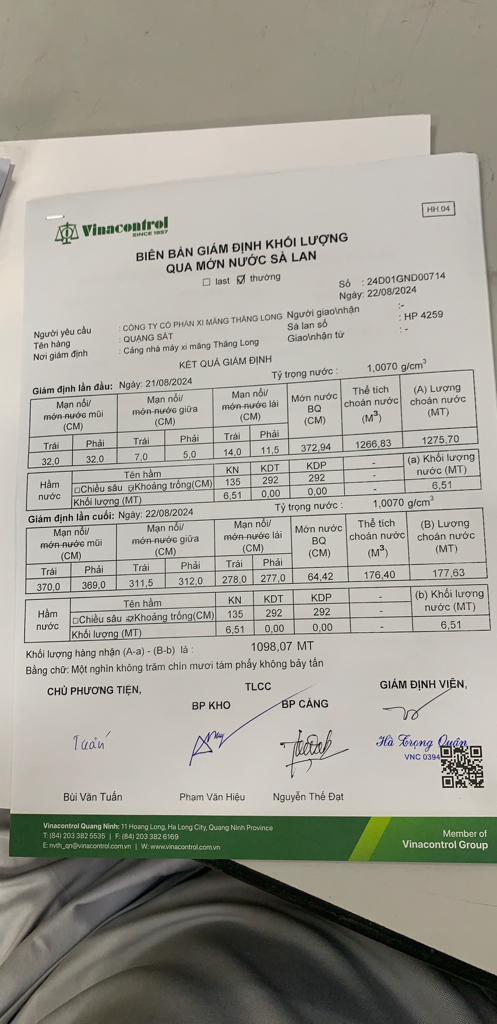 Vinacontrol
SINCE 1957
HH.04
BIÊN BẢN GIÁM ĐỊNH KHỐI LƯỢNG
QUA MỚN NƯỚC SÀ LAN
☐ last ☑ thường
Số : 24D01GND00714
Ngày: 22/08/2024
Người yêu cầu : CÔNG TY CỔ PHẦN XI MĂNG THĂNG LONG Người giao/nhận :-
Tên hàng : QUẶNG SẮT Sà lan số : HP 4259
Nơi giám định : Cảng nhà máy xi măng Thăng Long Giao/nhận từ :-
KẾT QUẢ GIÁM ĐỊNH
Giám định lần đầu: Ngày: 21/08/2024 Tỷ trọng nước : 1,0070 g/cm³
Mạn nổi/ mớn nước mũi (CM) Mạn nổi/ mớn nước giữa (CM) Mạn nổi/ mớn nước lái (CM) Mớn nước BQ (CM) Thể tích choán nước (M³) (A) Lượng choán nước (MT)
Trái Phải Trái Phải Trái Phải
32,0 32,0 7,0 5,0 14,0 11,5 372,94 1266,83 1275,70
Hầm nước Tên hầm KN KDT KDP - (a) Khối lượng nước (MT)
☐Chiều sâu ☑Khoảng trống(CM) 135 292 292 -
Khối lượng (MT) 6,51 0,00 0,00 - 6,51
Giám định lần cuối: Ngày: 22/08/2024 Tỷ trọng nước : 1,0070 g/cm³
Mạn nổi/ mớn nước mũi (CM) Mạn nổi/ mớn nước giữa (CM) Mạn nổi/ mớn nước lái (CM) Mớn nước BQ (CM) Thể tích choán nước (M³) (B) Lượng choán nước (MT)
Trái Phải Trái Phải Trái Phải
370,0 369,0 311,5 312,0 278,0 277,0 64,42 176,40 177,63
Hầm nước Tên hầm KN KDT KDP - (b) Khối lượng nước (MT)
☐Chiều sâu ☑Khoảng trống(CM) 135 292 292 -
Khối lượng (MT) 6,51 0,00 0,00 - 6,51
Khối lượng hàng nhận (A-a) - (B-b) là : 1098,07 MT
Bằng chữ: Một nghìn không trăm chín mươi tám phẩy không bảy tấn
CHỦ PHƯƠNG TIỆN, TLCC GIÁM ĐỊNH VIÊN,
BP KHO BP CẢNG
Tuấn
Hà Trọng Quân
VNC 0394
Bùi Văn Tuấn Phạm Văn Hiệu Nguyễn Thế Đạt
Vinacontrol Quang Ninh: 11 Hoang Long, Ha Long City, Quang Ninh Province
T: (84) 203 382 5535 | F: (84) 203 382 6169
E: nvth_qn@vinacontrol.com.vn | W: www.vinacontrol.com.vn
Member of
Vinacontrol Group